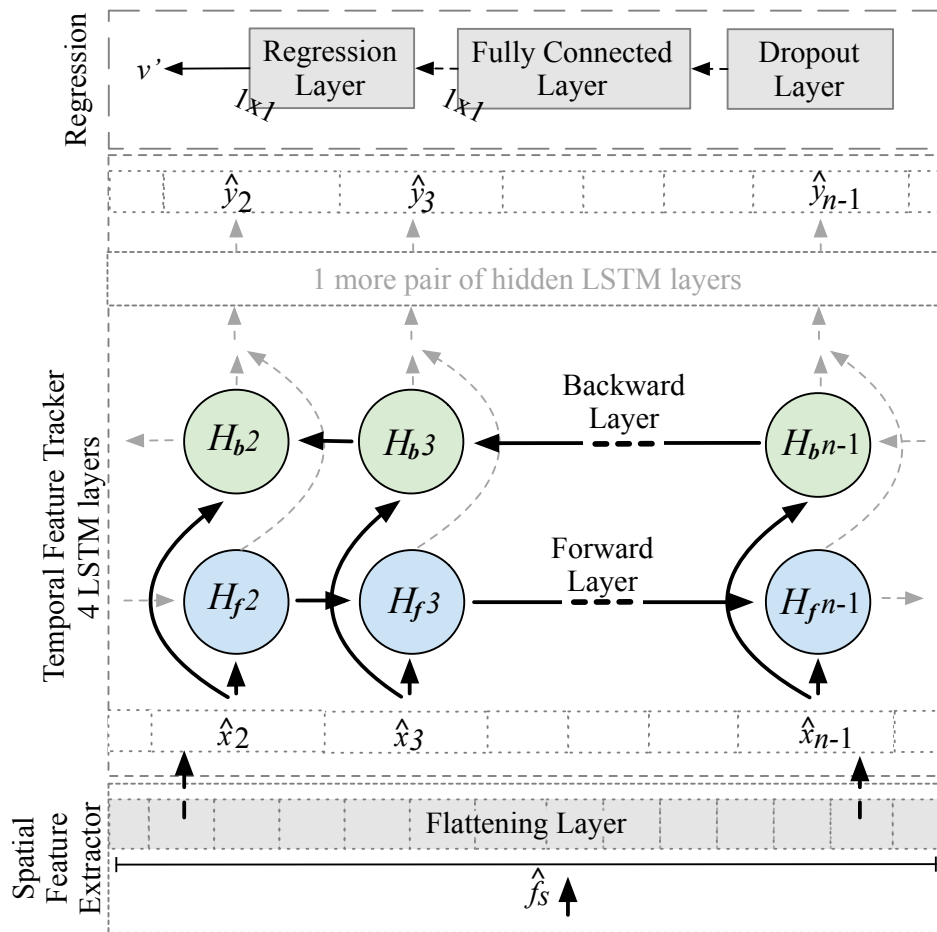 Regression
v'
Regression
Layer
1x1
Fully Connected
Layer
1x1
Dropout
Layer
ŷ2
ŷ3
ŷn-1
1 more pair of hidden LSTM layers
Temporal Feature Tracker
4 LSTM layers
Backward
Layer
Hb2
Hb3
Hbn-1
Forward
Layer
Hf2
Hf3
Hfn-1
x̂2
x̂3
x̂n-1
Spatial
Feature
Extractor
Flattening Layer
f̂s